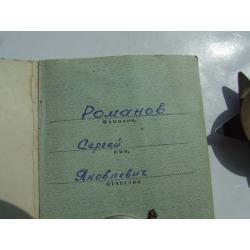 Романов
фамилия,
Сергей
имя,
Яковлевич
отчество